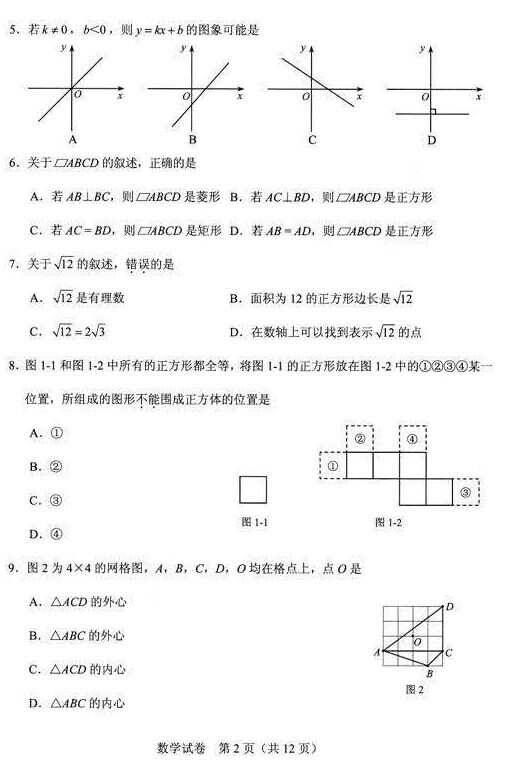 5. 若 k ≠ 0，b<0，则 y = kx + b 的图象可能是
y y y y
O x O x O x O x
A B C D
6. 关于▱ABCD 的叙述，正确的是
A. 若 AB⊥BC，则▱ABCD 是菱形 B. 若 AC⊥BD，则▱ABCD 是正方形
C. 若 AC = BD，则▱ABCD 是矩形 D. 若 AB = AD，则▱ABCD 是正方形
7. 关于 √12 的叙述，错误的是
A. √12 是有理数 B. 面积为 12 的正方形边长是 √12
C. √12 = 2√3 D. 在数轴上可以找到表示 √12 的点
8. 图 1-1 和图 1-2 中所有的正方形都全等，将图 1-1 的正方形放在图 1-2 中的①②③④某一
位置，所组成的图形不能围成正方体的位置是
A. ①
B. ②
C. ③
D. ④
② ④
①
③
图 1-1 图 1-2
9. 图 2 为 4×4 的网格图，A，B，C，D，O 均在格点上，点 O 是
A. △ACD 的外心
B. △ABC 的外心
C. △ACD 的内心
D. △ABC 的内心
D
O
A C
B
图 2
数学试卷 第 2 页（共 12 页）